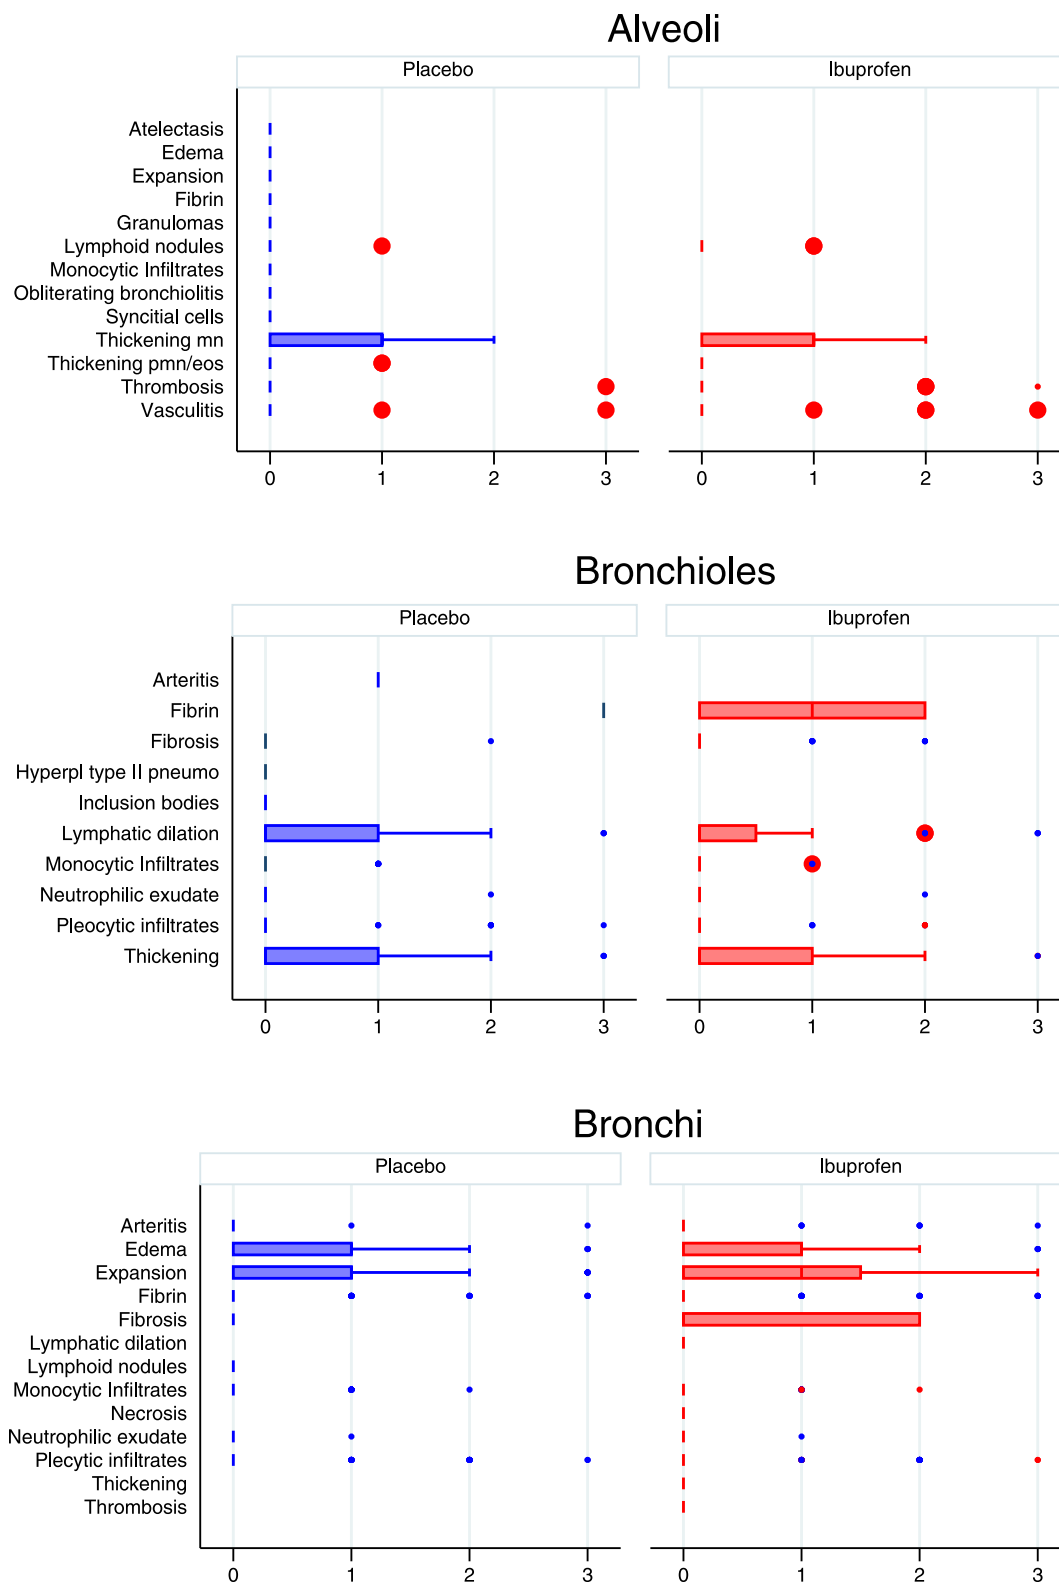 Alveoli
Placebo
Ibuprofen
Atelectasis
Edema
Expansion
Fibrin
Granulomas
Lymphoid nodules
Monocytic Infiltrates
Obliterating bronchiolitis
Syncitial cells
Thickening mn
Thickening pmn/eos
Thrombosis
Vasculitis
0 1 2 3 0 1 2 3
Bronchioles
Placebo
Ibuprofen
Arteritis
Fibrin
Fibrosis
Hyperpl type II pneumo
Inclusion bodies
Lymphatic dilation
Monocytic Infiltrates
Neutrophilic exudate
Pleocytic infiltrates
Thickening
0 1 2 3 0 1 2 3
Bronchi
Placebo
Ibuprofen
Arteritis
Edema
Expansion
Fibrin
Fibrosis
Lymphatic dilation
Lymphoid nodules
Monocytic Infiltrates
Necrosis
Neutrophilic exudate
Plecytic infiltrates
Thickening
Thrombosis
0 1 2 3 0 1 2 3